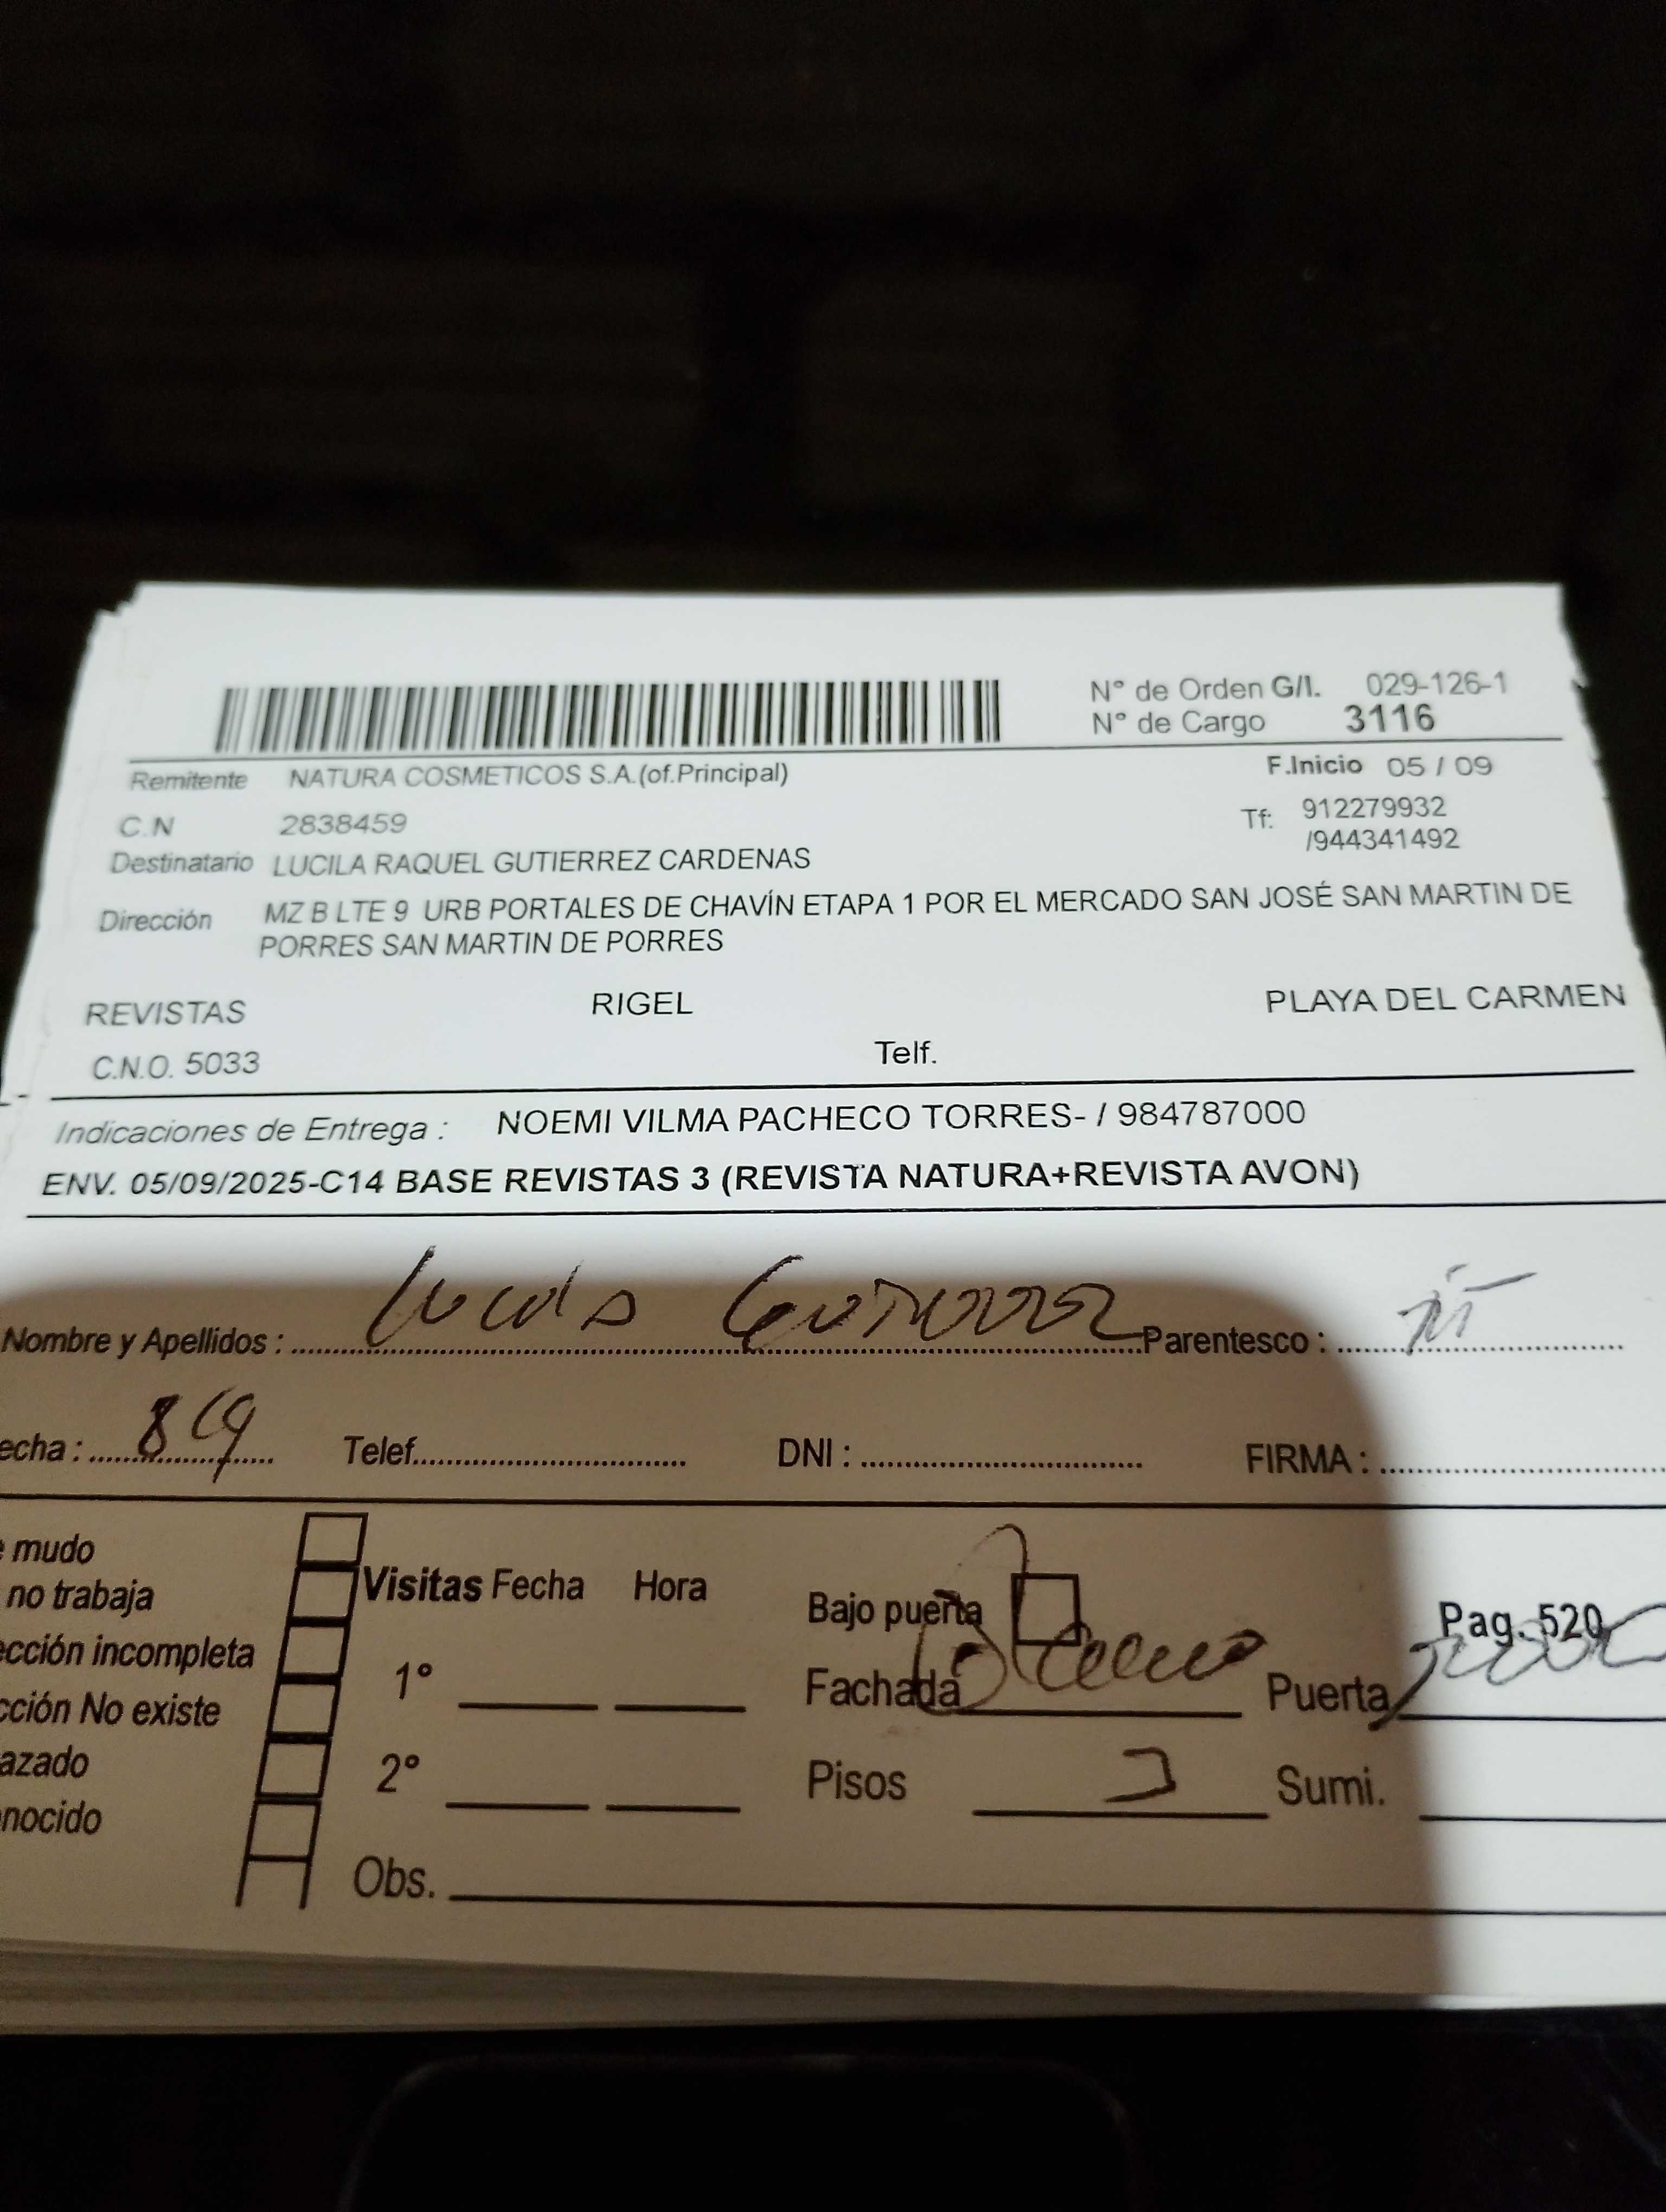 N° de Orden G/I. 029-126-1
N° de Cargo 3116
Remitente NATURA COSMETICOS S.A.(of.Principal) F.Inicio 05 / 09
C.N 2838459 Tf: 912279932
/944341492
Destinatario LUCILA RAQUEL GUTIERREZ CARDENAS
Dirección MZ B LTE 9 URB PORTALES DE CHAVÍN ETAPA 1 POR EL MERCADO SAN JOSÉ SAN MARTIN DE
PORRES SAN MARTIN DE PORRES
REVISTAS RIGEL PLAYA DEL CARMEN
C.N.O. 5033 Telf.
Indicaciones de Entrega : NOEMI VILMA PACHECO TORRES- / 984787000
ENV. 05/09/2025-C14 BASE REVISTAS 3 (REVISTA NATURA+REVISTA AVON)
Nombre y Apellidos : Parentesco :
echa : Telef. DNI : FIRMA :
mudo
no trabaja
Visitas Fecha Hora Bajo puerta Pag. 520
ección incompleta
1° Fachada Puerta
cción No existe
azado
2° Pisos Sumi.
nocido
Obs.